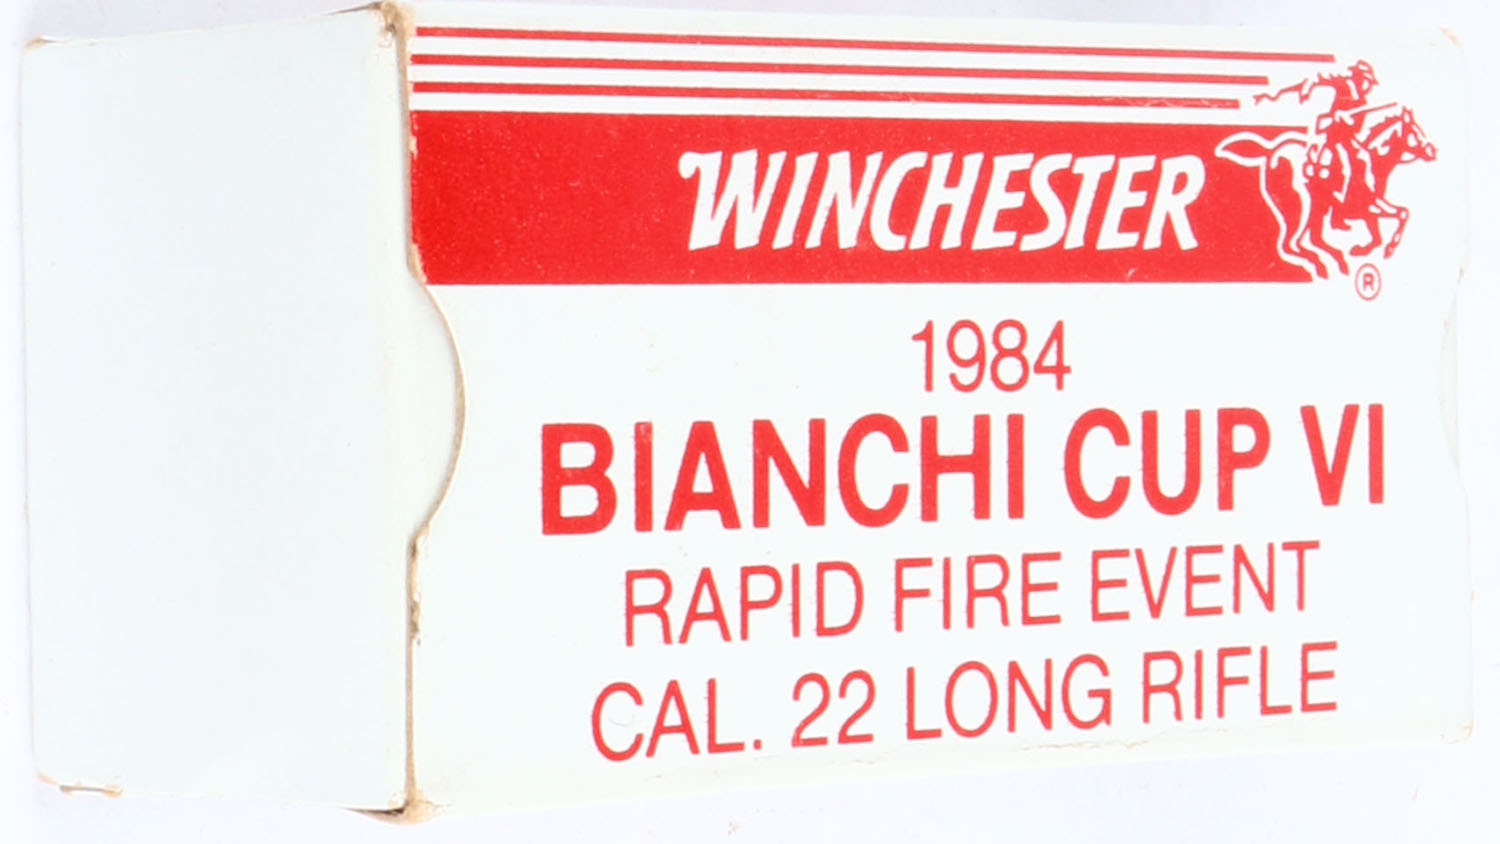 WINCHESTER
®
1984
BIANCHI CUP VI
RAPID FIRE EVENT
CAL. 22 LONG RIFLE